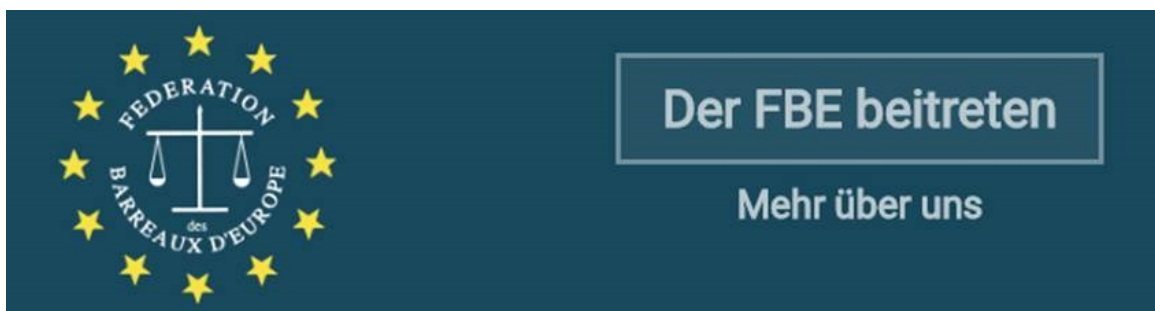 FEDERATION
des
BARREAUX D'EUROPE
Der FBE beitreten
Mehr über uns